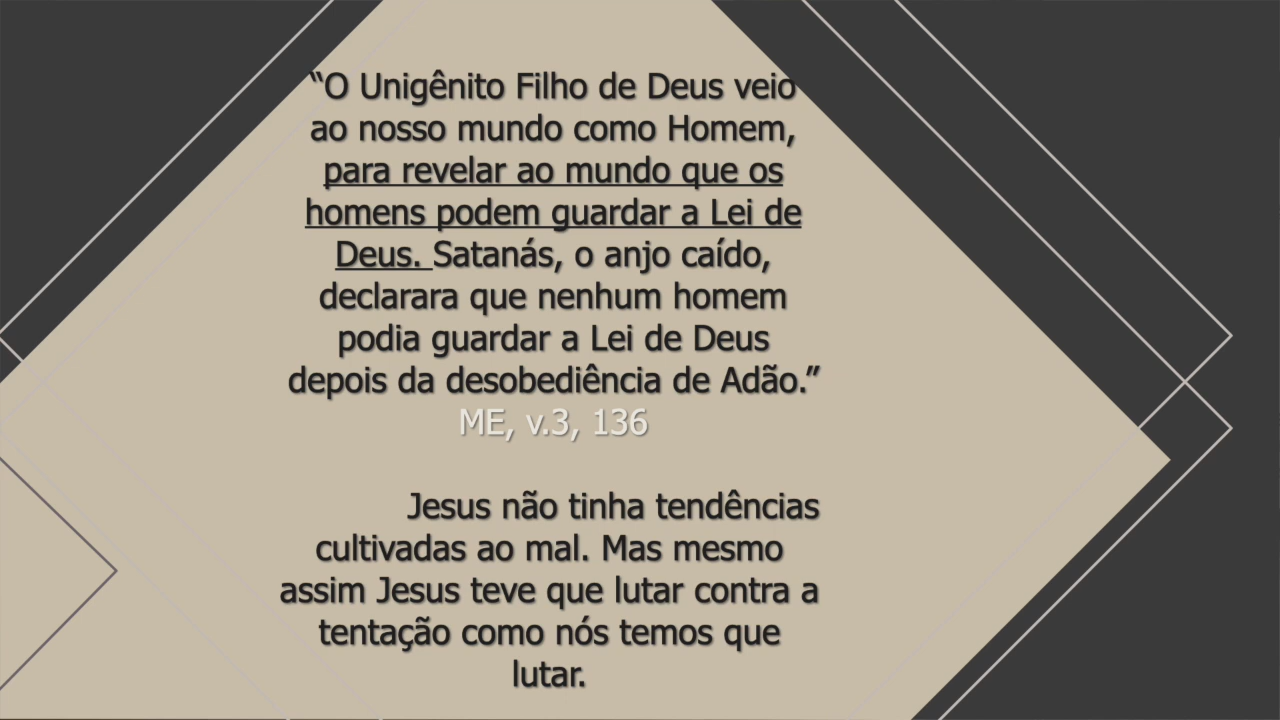 “O Unigênito Filho de Deus veio
ao nosso mundo como Homem,
para revelar ao mundo que os
homens podem guardar a Lei de
Deus. Satanás, o anjo caído,
declarara que nenhum homem
podia guardar a Lei de Deus
depois da desobediência de Adão.”
ME, v.3, 136
Jesus não tinha tendências
cultivadas ao mal. Mas mesmo
assim Jesus teve que lutar contra a
tentação como nós temos que
lutar.